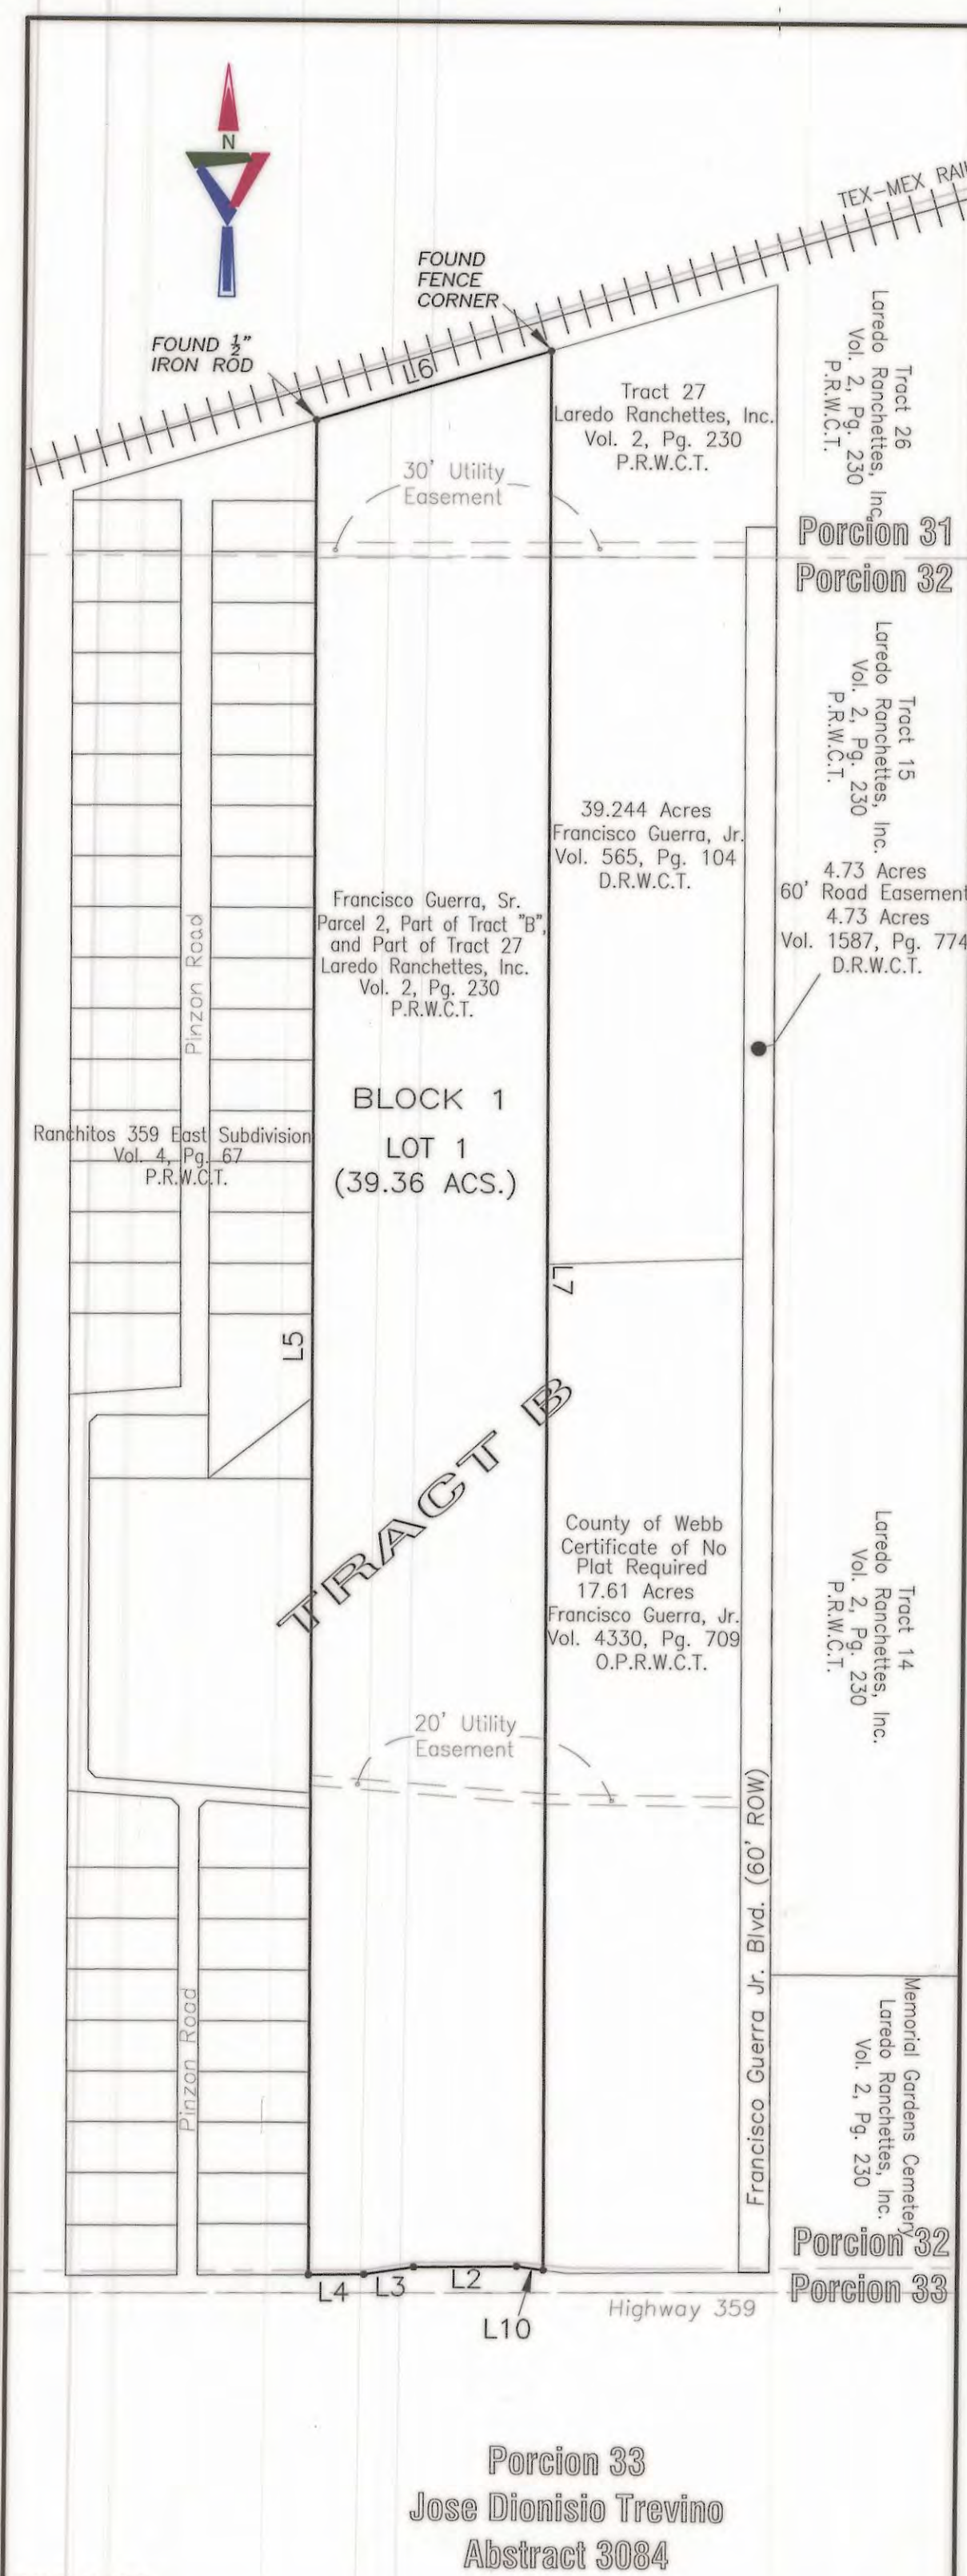 N
TEX-MEX
FOUND
FENCE
CORNER
FOUND ½"
IRON ROD
L6
Tract 27
Laredo Ranchettes, Inc.
Vol. 2, Pg. 230
P.R.W.C.T.
Tract 26
Laredo Ranchettes, Inc.
Vol. 2, Pg. 230
P.R.W.C.T.
30' Utility
Easement
Porcion 31
Porcion 32
Tract 15
Laredo Ranchettes, Inc.
Vol. 2, Pg. 230
P.R.W.C.T.
39.244 Acres
Francisco Guerra, Jr.
Vol. 565, Pg. 104
D.R.W.C.T.
4.73 Acres
60' Road Easement
4.73 Acres
Vol. 1587, Pg. 774
D.R.W.C.T.
Francisco Guerra, Sr.
Parcel 2, Part of Tract "B",
and Part of Tract 27
Laredo Ranchettes, Inc.
Vol. 2, Pg. 230
P.R.W.C.T.
Pinzon Road
BLOCK 1
LOT 1
(39.36 ACS.)
Ranchitos 359 East Subdivision
Vol. 4, Pg. 67
P.R.W.C.T.
L7
L5
TRACT B
County of Webb
Certificate of No
Plat Required
17.61 Acres
Francisco Guerra, Jr.
Vol. 4330, Pg. 709
O.P.R.W.C.T.
Tract 14
Laredo Ranchettes, Inc.
Vol. 2, Pg. 230
P.R.W.C.T.
20' Utility
Easement
Francisco Guerra Jr. Blvd. (60' ROW)
Pinzon Road
Memorial Gardens Cemetery
Laredo Ranchettes, Inc.
Vol. 2, Pg. 230
Porcion 32
Porcion 33
L4
L3
L2
L10
Highway 359
Porcion 33
Jose Dionisio Trevino
Abstract 3084